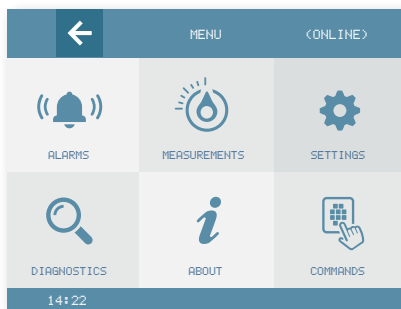 MENU (ONLINE)
ALARMS MEASUREMENTS SETTINGS
DIAGNOSTICS ABOUT COMMANDS
14:22